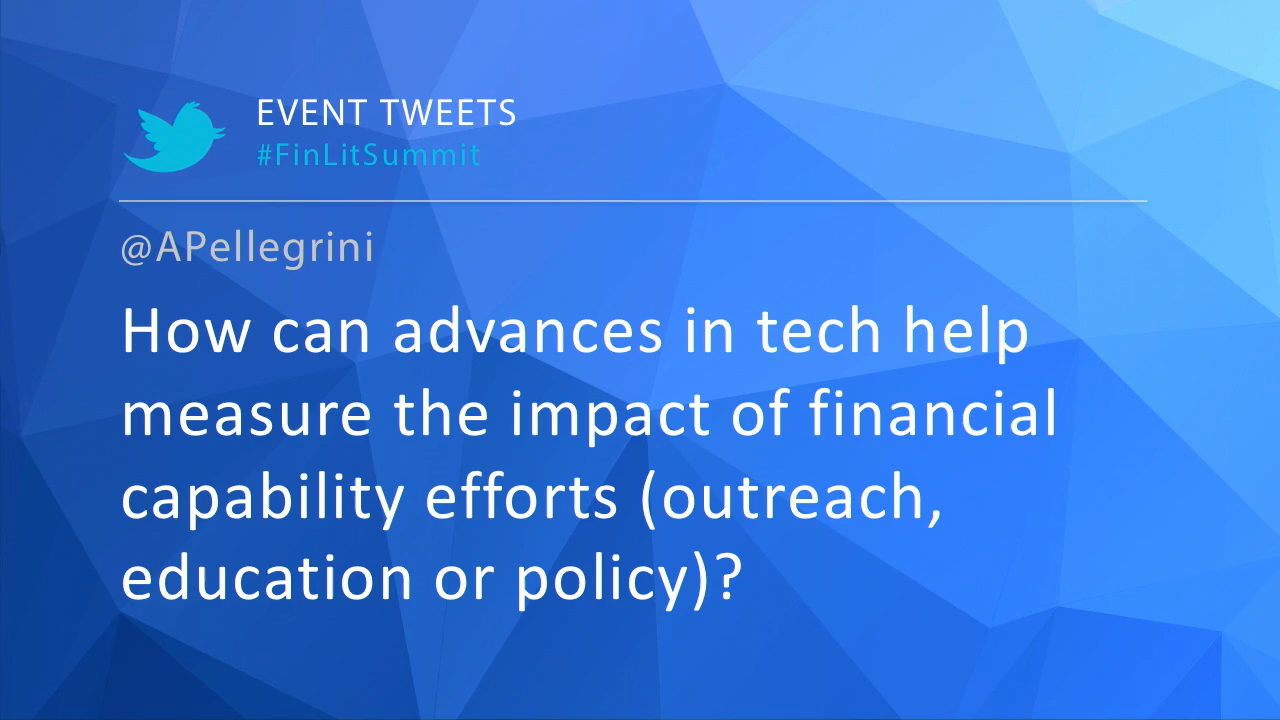 EVENT TWEETS
#FinLitSummit
@APellegrini
How can advances in tech help
measure the impact of financial
capability efforts (outreach,
education or policy)?